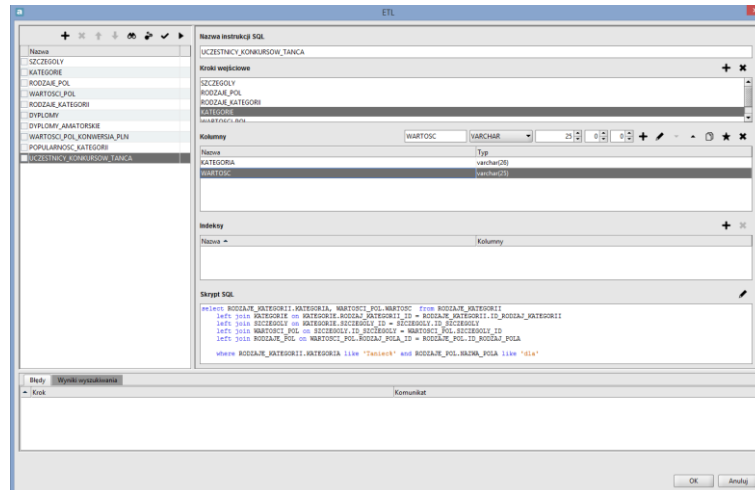 ETL
Nazwa
SZCZEGOLY
KATEGORIE
RODZAJE_POL
WARTOSCI_POL
RODZAJE_KATEGORII
DYPLOMY
DYPLOMY_AMATORSKIE
WARTOSCI_POL_KONWERSJA_PLN
POPULARNOSC_KATEGORII
UCZESTNICY_KONKURSOW_TANCA
Nazwa instrukcji SQL
UCZESTNICY_KONKURSOW_TANCA
Kroki wejściowe
SZCZEGOLY
RODZAJE_POL
RODZAJE_KATEGORII
KATEGORIE
WARTOSCI_POL
Kolumny WARTOSC VARCHAR 25 0 0
Nazwa Typ
KATEGORIA varchar(26)
WARTOSC varchar(25)
Indeksy
Nazwa Kolumny
Skrypt SQL
select RODZAJE_KATEGORII.KATEGORIA, WARTOSCI_POL.WARTOSC from RODZAJE_KATEGORII
left join KATEGORIE on KATEGORIE.RODZAJ_KATEGORII_ID = RODZAJE_KATEGORII.ID_RODZAJ_KATEGORII
left join SZCZEGOLY on KATEGORIE.SZCZEGOLY_ID = SZCZEGOLY.ID_SZCZEGOLY
left join WARTOSCI_POL on SZCZEGOLY.ID_SZCZEGOLY = WARTOSCI_POL.SZCZEGOLY_ID
left join RODZAJE_POL on WARTOSCI_POL.RODZAJ_POLA_ID = RODZAJE_POL.ID_RODZAJ_POLA
where RODZAJE_KATEGORII.KATEGORIA like 'Taniec%' and RODZAJE_POL.NAZWA_POLA like 'dla'
Błędy Wyniki wyszukiwania
Krok Komunikat
OK Anuluj